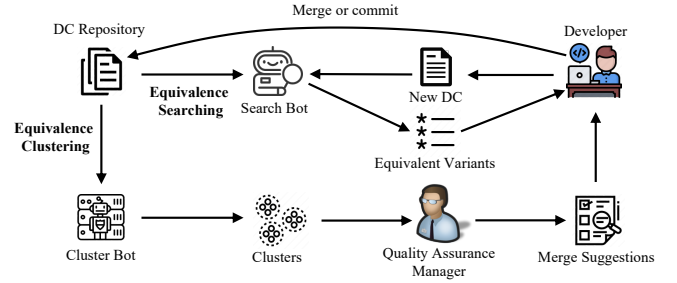 Merge or commit
DC Repository
Developer
Equivalence
Searching
Search Bot
New DC
Equivalence
Clustering
Equivalent Variants
Cluster Bot
Clusters
Quality Assurance
Manager
Merge Suggestions